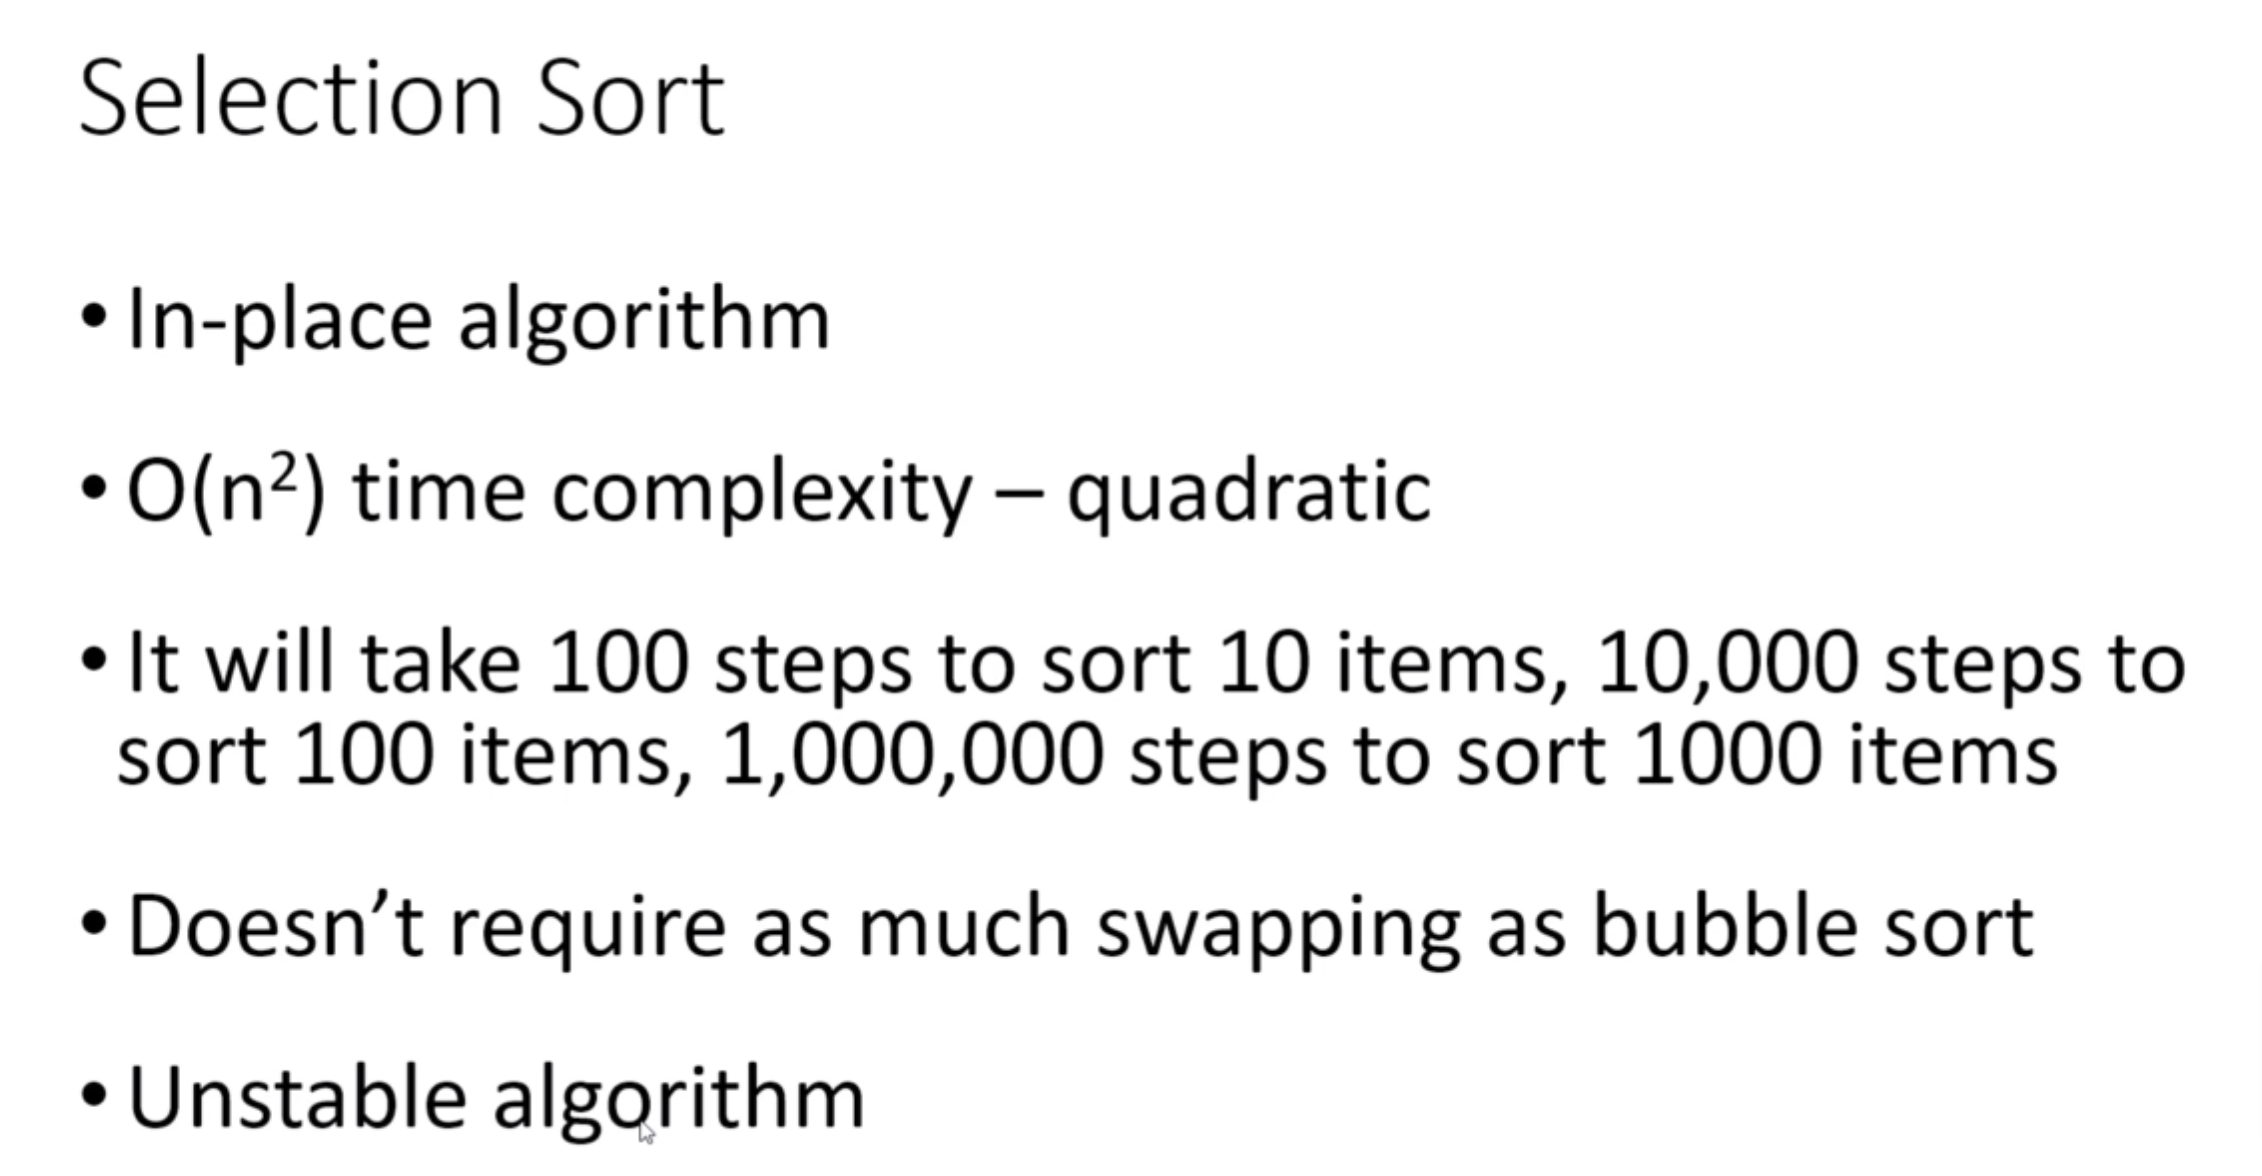 Selection Sort
• In-place algorithm
• O(n²) time complexity – quadratic
• It will take 100 steps to sort 10 items, 10,000 steps to
sort 100 items, 1,000,000 steps to sort 1000 items
• Doesn’t require as much swapping as bubble sort
• Unstable algorithm